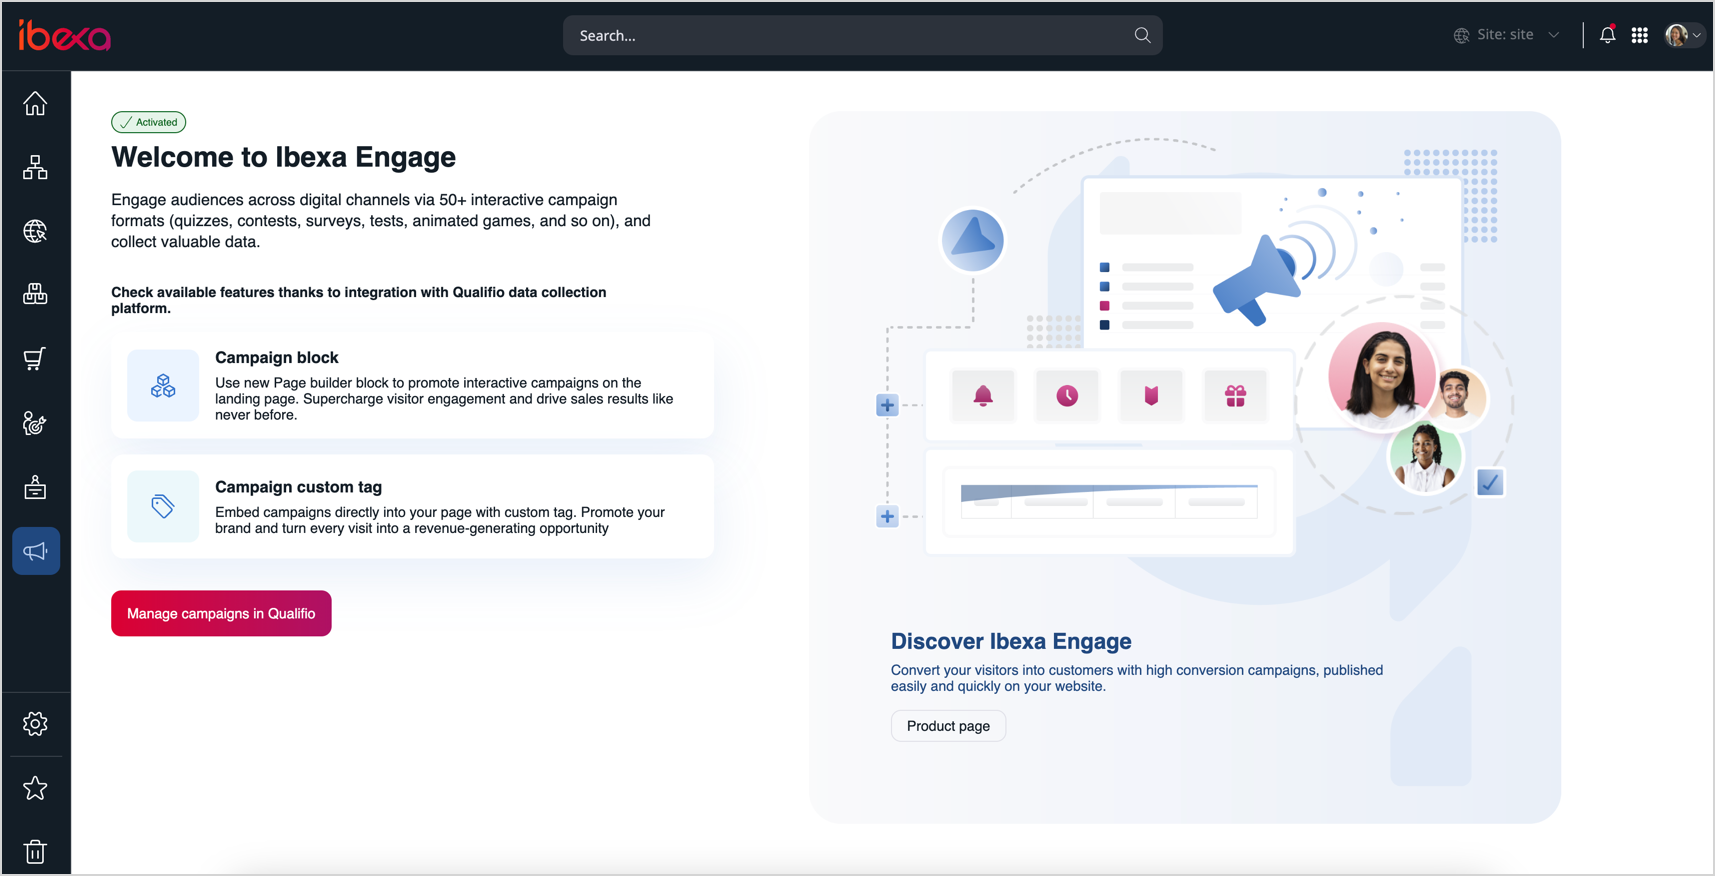 ibexa
Search...
Site: site
Activated
Welcome to Ibexa Engage
Engage audiences across digital channels via 50+ interactive campaign
formats (quizzes, contests, surveys, tests, animated games, and so on), and
collect valuable data.
Check available features thanks to integration with Qualifio data collection
platform.
Campaign block
Use new Page builder block to promote interactive campaigns on the
landing page. Supercharge visitor engagement and drive sales results like
never before.
Campaign custom tag
Embed campaigns directly into your page with custom tag. Promote your
brand and turn every visit into a revenue-generating opportunity
Manage campaigns in Qualifio
Discover Ibexa Engage
Convert your visitors into customers with high conversion campaigns, published
easily and quickly on your website.
Product page